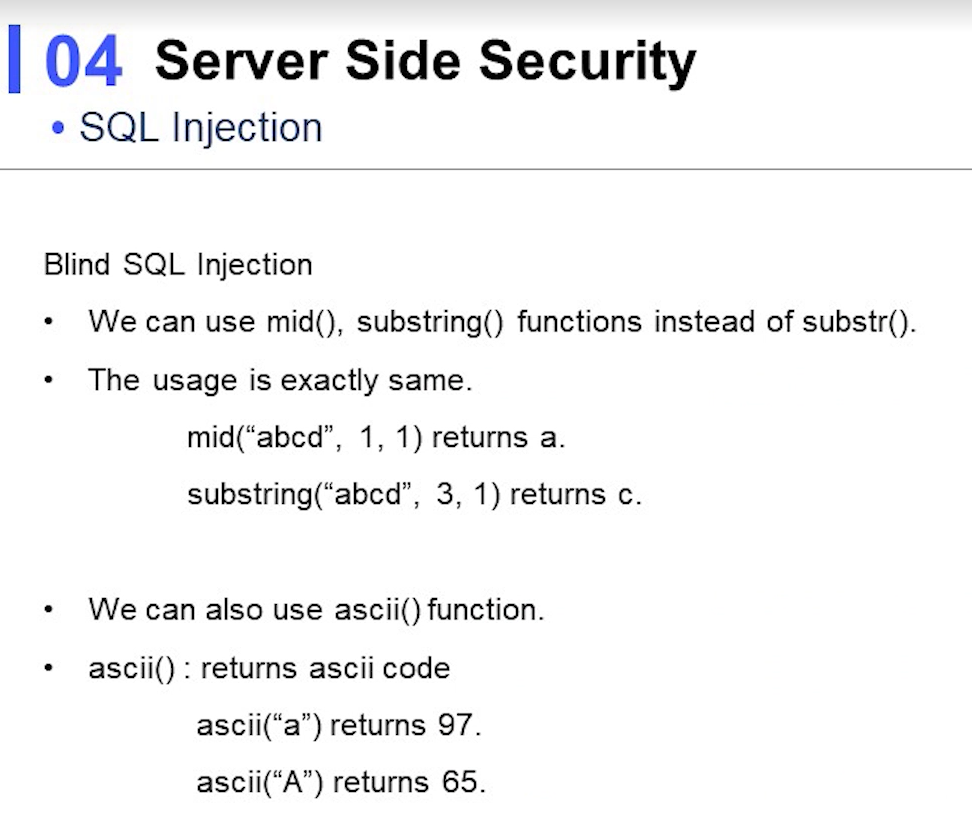 04 Server Side Security
• SQL Injection
Blind SQL Injection
• We can use mid(), substring() functions instead of substr().
• The usage is exactly same.
mid(“abcd”, 1, 1) returns a.
substring(“abcd”, 3, 1) returns c.
• We can also use ascii() function.
• ascii() : returns ascii code
ascii(“a”) returns 97.
ascii(“A”) returns 65.